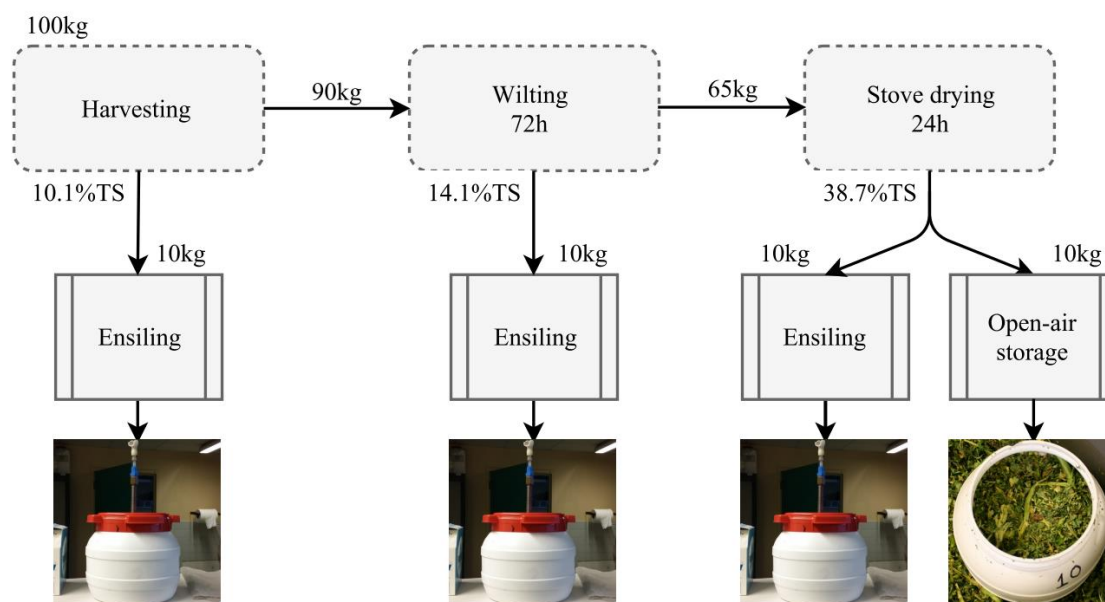 100kg
Harvesting
90kg
Wilting
72h
65kg
Stove drying
24h
10.1%TS
14.1%TS
38.7%TS
10kg
10kg
10kg
10kg
Ensiling
Ensiling
Ensiling
Open-air
storage
10